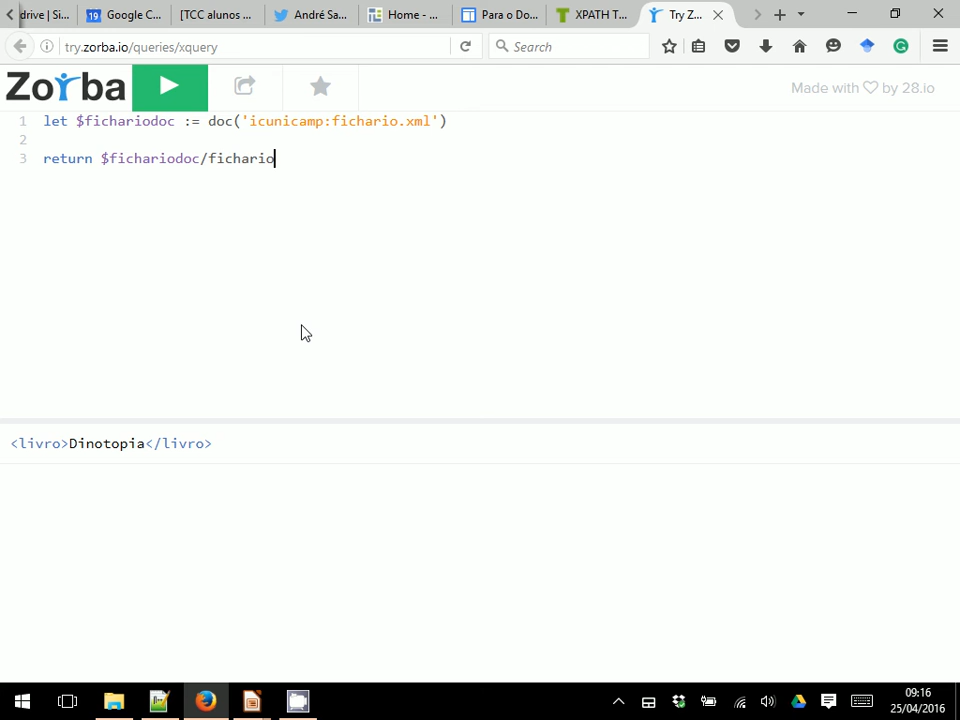 drive | Si...
19 Google C...
[TCC alunos
André Sa...
Home - ...
Para o Do...
XPATH T...
Try Z...
try.zorba.io/queries/xquery
Search
Zorba
Made with by 28.io
1 let $fichariodoc := doc('icunicamp:fichario.xml')
2
3 return $fichariodoc/fichario
<livro>Dinotopia</livro>
09:16
25/04/2016